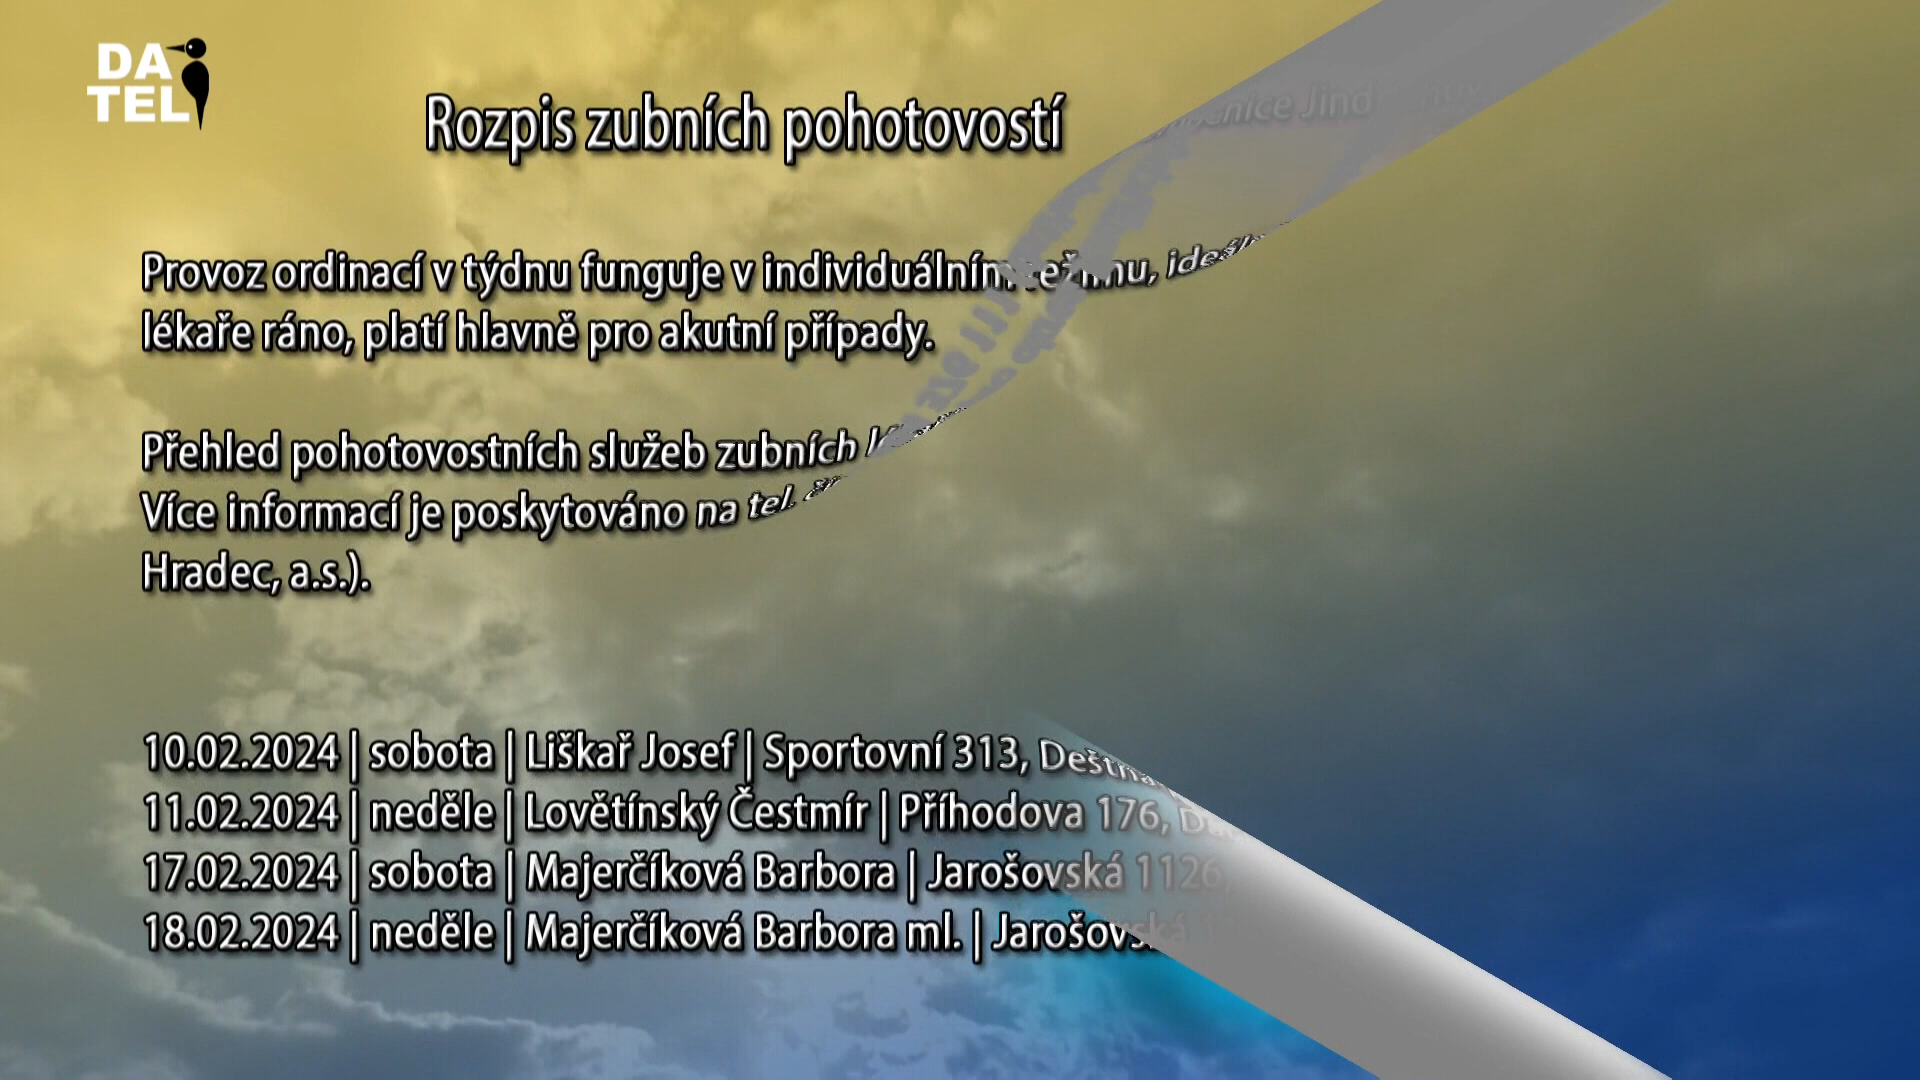 DA
TEL
Rozpis zubních pohotovostí
Provoz ordinací v týdnu funguje v individuálním režimu,
lékaře ráno, platí hlavně pro akutní případy.
Přehled pohotovostních služeb zubních
Více informací je poskytováno na tel.
Hradec, a.s.).
10.02.2024 | sobota | Liškař Josef | Sportovní 313, Deštná
11.02.2024 | neděle | Lovětínský Čestmír | Příhodova 176,
17.02.2024 | sobota | Majerčíková Barbora | Jarošovská 1126,
18.02.2024 | neděle | Majerčíková Barbora ml. | Jarošovská